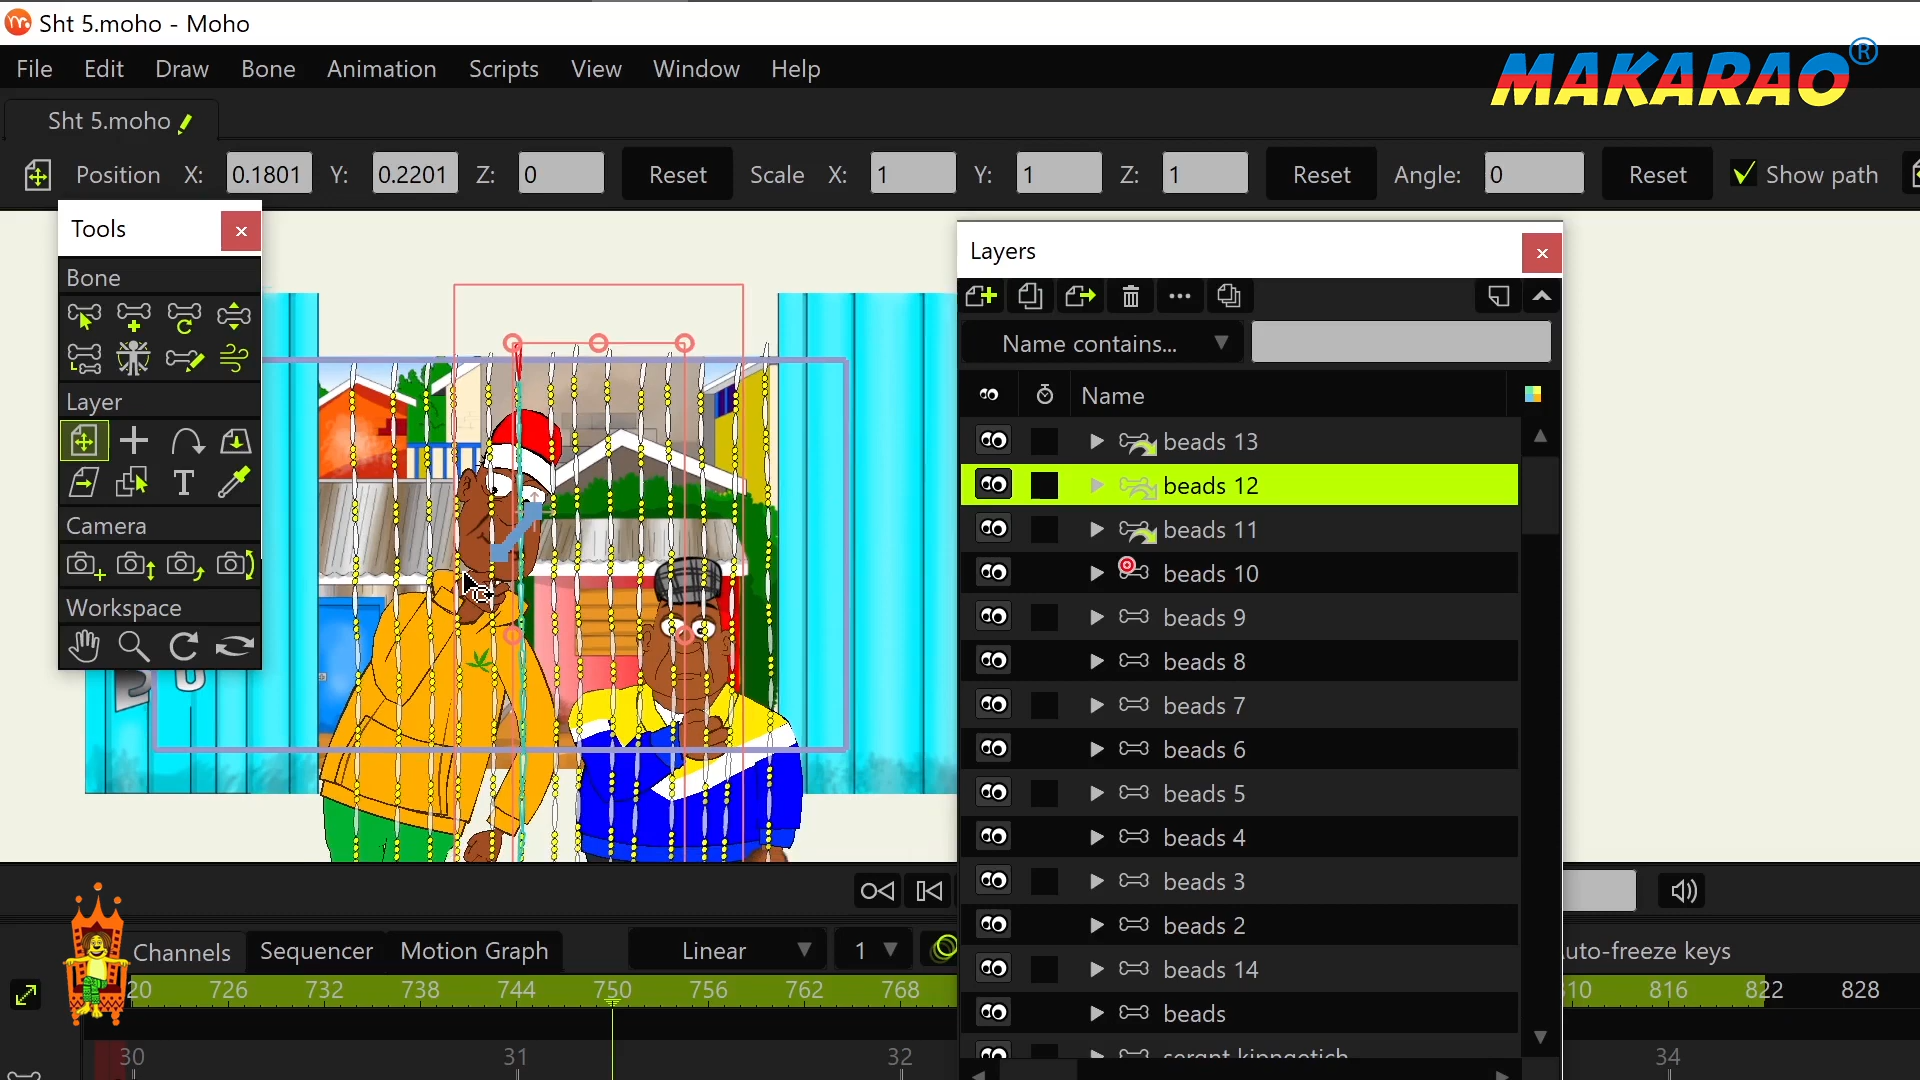 Sht 5.moho - Moho
File Edit Draw Bone Animation Scripts View Window Help
MAKARAO®
Sht 5.moho
Position X: 0.1801 Y: 0.2201 Z: 0 Reset Scale X: 1 Y: 1 Z: 1 Reset Angle: 0 Reset Show path
Tools
Bone
Layer
Camera
Workspace
Layers
Name contains...
Name
beads 13
beads 12
beads 11
beads 10
beads 9
beads 8
beads 7
beads 6
beads 5
beads 4
beads 3
beads 2
beads 14
beads
sergnt kipngetich
Channels Sequencer Motion Graph Linear 1 uto-freeze keys
20 726 732 738 744 750 756 762 768 310 816 822 828
30 31 32 34